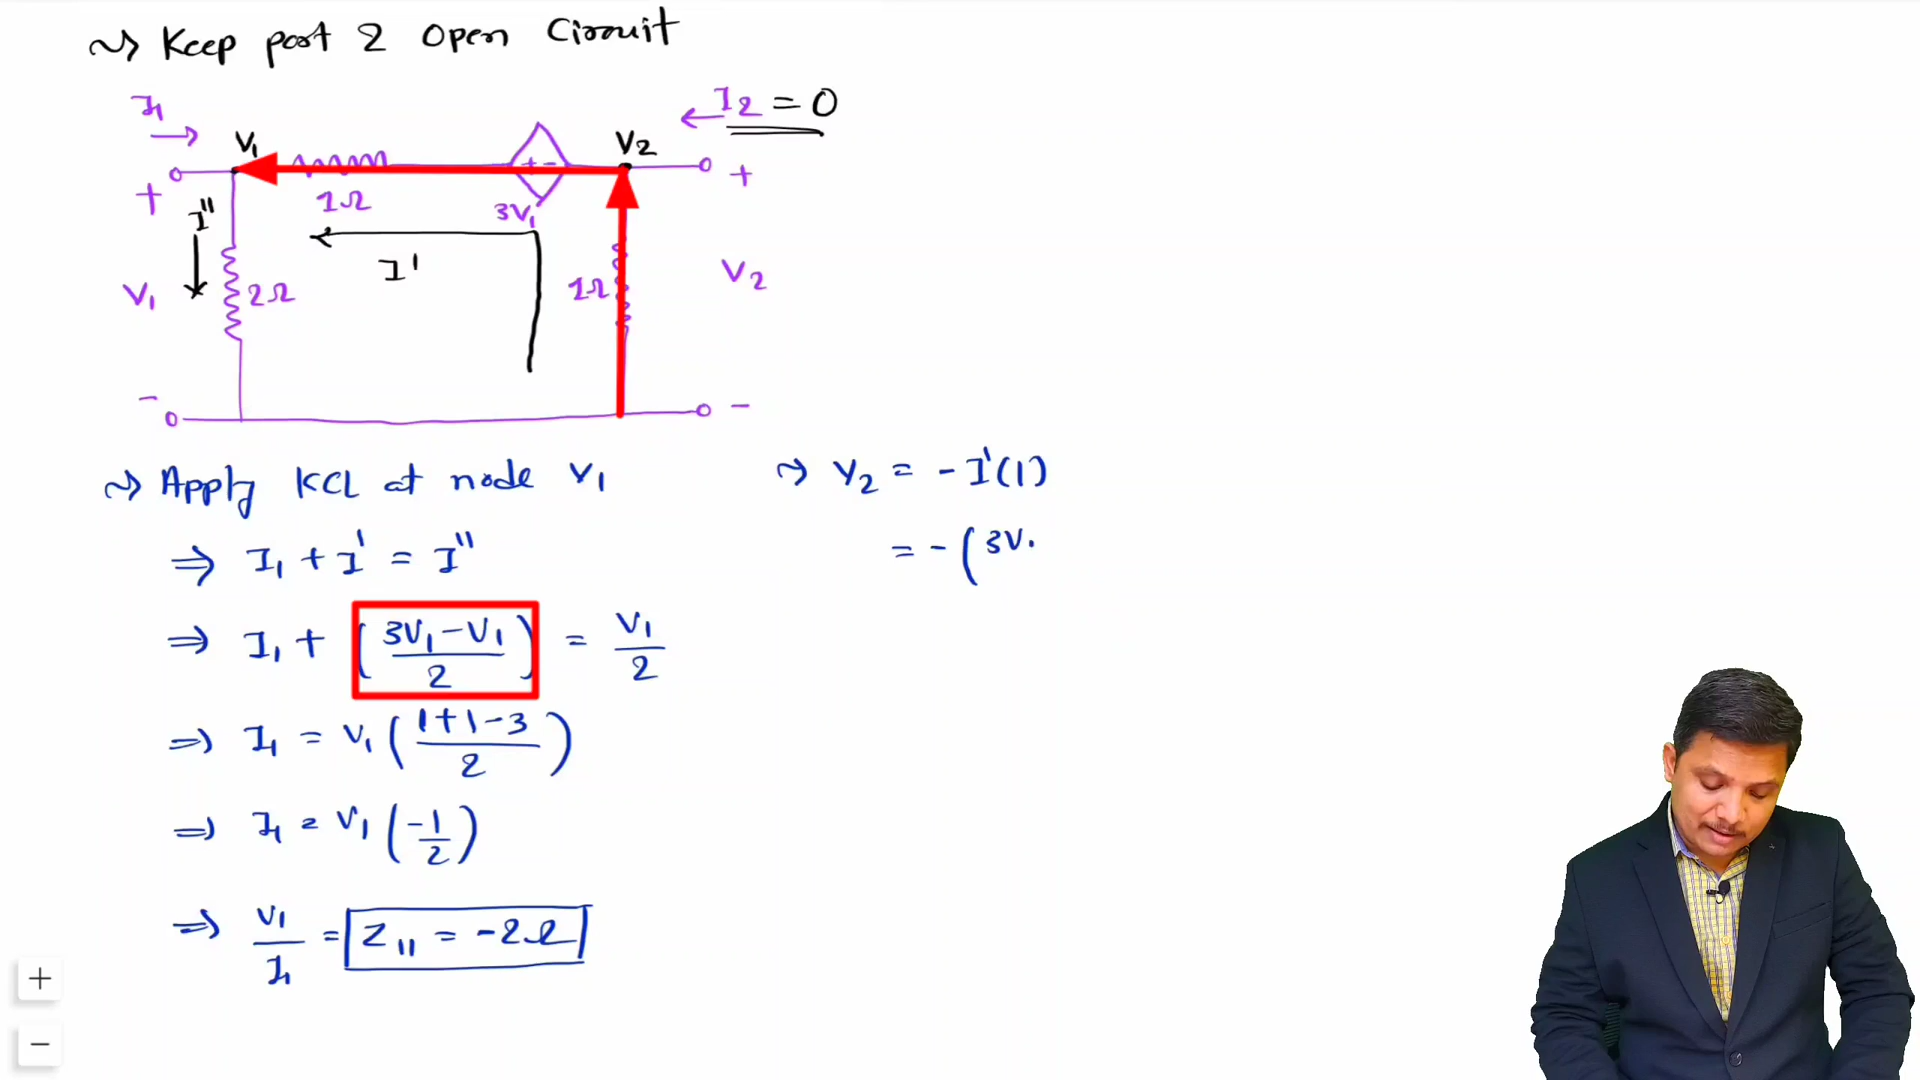 ~> Keep port 2 Open Circuit
I1
I2 = 0
V1
V2
+
+ -
+
1Ω
3V1
I''
I'
V1
2Ω
1Ω
V2
-
-
~> Apply KCL at node V1
⇒ I1 + I' = I''
⇒ I1 + (3V1 - V1 / 2) = V1 / 2
⇒ I1 = V1 (1+1-3 / 2)
⇒ I1 = V1 (-1 / 2)
⇒ V1 / I1 = Z11 = -2Ω
~> V2 = - I'(1)
= - (3V
+
−